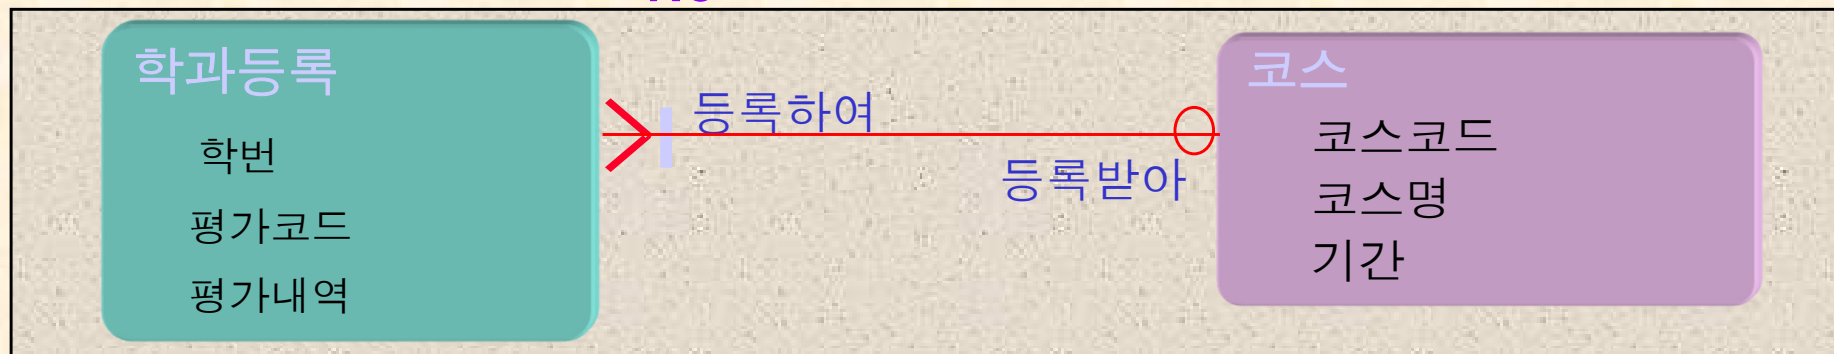 학과등록
학번
평가코드
평가내역
등록하여
등록받아
코스
코스코드
코스명
기간